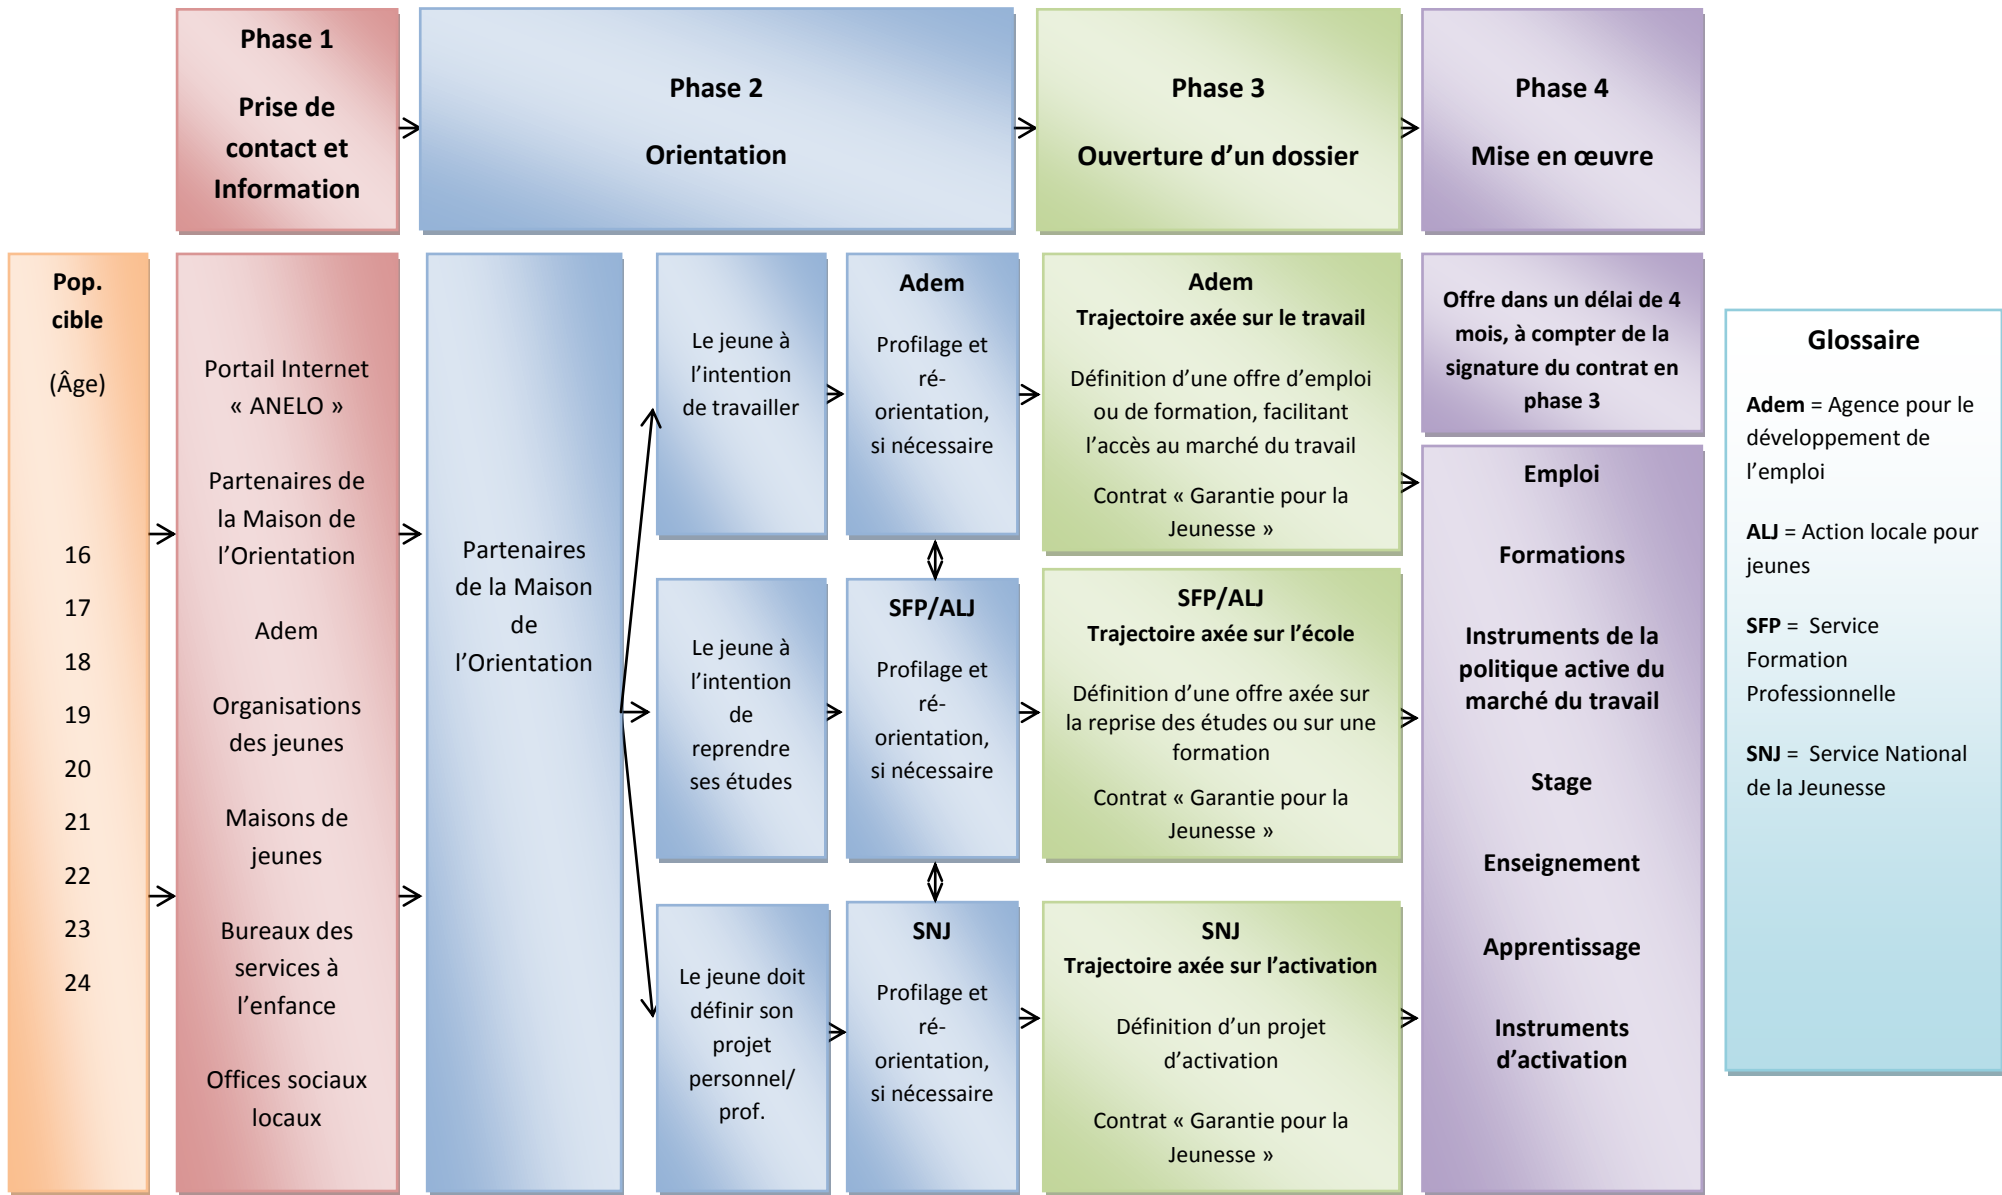 Phase 1
Prise de
contact et
Information
Phase 2
Orientation
Phase 3
Ouverture d’un dossier
Phase 4
Mise en œuvre
Pop.
cible
(Âge)
16
17
18
19
20
21
22
23
24
Portail Internet
« ANELO »
Partenaires de
la Maison de
l’Orientation
Adem
Organisations
des jeunes
Maisons de
jeunes
Bureaux des
services à
l’enfance
Offices sociaux
locaux
Partenaires
de la Maison
de
l’Orientation
Le jeune à
l’intention
de travailler
Adem
Profilage et
ré-
orientation,
si nécessaire
Adem
Trajectoire axée sur le travail
Définition d’une offre d’emploi
ou de formation, facilitant
l’accès au marché du travail
Contrat « Garantie pour la
Jeunesse »
Le jeune à
l’intention
de
reprendre
ses études
SFP/ALJ
Profilage et
ré-
orientation,
si nécessaire
SFP/ALJ
Trajectoire axée sur l’école
Définition d’une offre axée sur
la reprise des études ou sur une
formation
Contrat « Garantie pour la
Jeunesse »
Le jeune doit
définir son
projet
personnel/
prof.
SNJ
Profilage et
ré-
orientation,
si nécessaire
SNJ
Trajectoire axée sur l’activation
Définition d’un projet
d’activation
Contrat « Garantie pour la
Jeunesse »
Offre dans un délai de 4
mois, à compter de la
signature du contrat en
phase 3
Emploi
Formations
Instruments de la
politique active du
marché du travail
Stage
Enseignement
Apprentissage
Instruments
d’activation
Glossaire
Adem = Agence pour le
développement de
l’emploi
ALJ = Action locale pour
jeunes
SFP = Service
Formation
Professionnelle
SNJ = Service National
de la Jeunesse